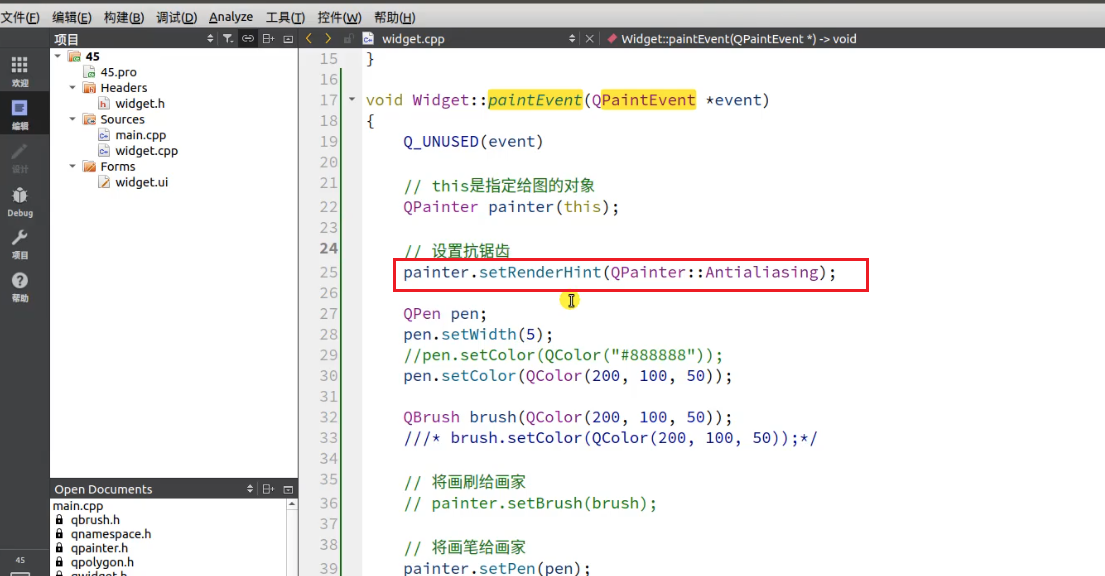 文件(F) 编辑(E) 构建(B) 调试(D) Analyze 工具(T) 控件(W) 帮助(H)
项目
widget.cpp
Widget::paintEvent(QPaintEvent *) -> void
欢迎
编辑
设计
Debug
项目
帮助
45
45
45.pro
Headers
widget.h
Sources
main.cpp
widget.cpp
Forms
widget.ui
Open Documents
main.cpp
qbrush.h
qnamespace.h
qpainter.h
qpolygon.h
qwidget.h
15 }
16
17 void Widget::paintEvent(QPaintEvent *event)
18 {
19 Q_UNUSED(event)
20
21 // this是指定给图的对象
22 QPainter painter(this);
23
24 // 设置抗锯齿
25 painter.setRenderHint(QPainter::Antialiasing);
26
27 QPen pen;
28 pen.setWidth(5);
29 //pen.setColor(QColor("#888888"));
30 pen.setColor(QColor(200, 100, 50));
31
32 QBrush brush(QColor(200, 100, 50));
33 ///* brush.setColor(QColor(200, 100, 50));*/
34
35 // 将画刷给画家
36 // painter.setBrush(brush);
37
38 // 将画笔给画家
39 painter.setPen(pen);